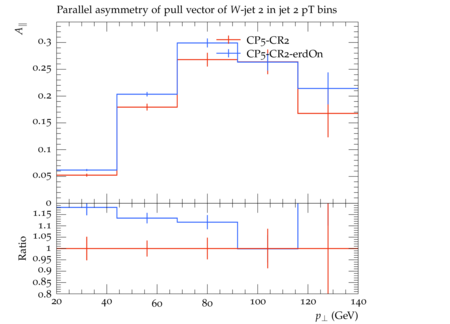 Parallel asymmetry of pull vector of W-jet 2 in jet 2 pT bins
A∥
CP5-CR2
CP5-CR2-erdOn
0.3
0.25
0.2
0.15
0.1
0.05
0
1.15
1.1
1.05
1
0.95
0.9
0.85
0.8
Ratio
20 40 60 80 100 120 140
p⊥ (GeV)